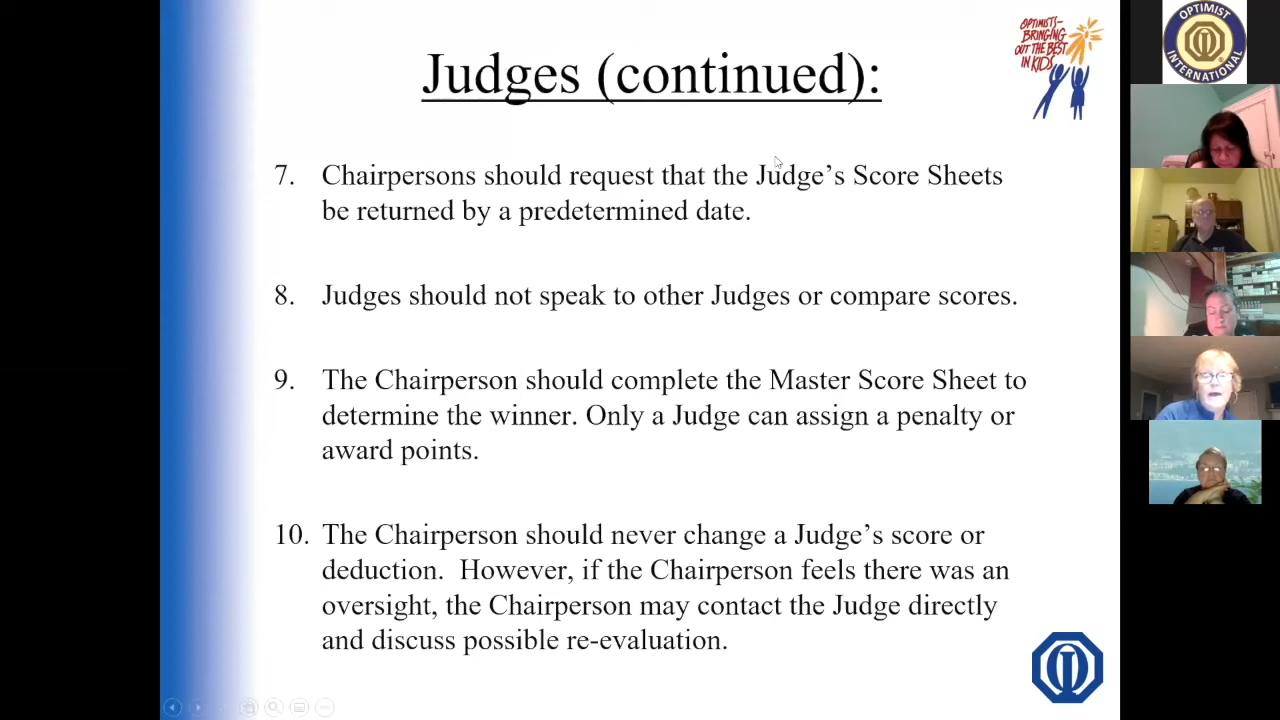 Judges (continued):
OPTIMISTS-
BRINGING
OUT THE BEST
IN KIDS
7. Chairpersons should request that the Judge’s Score Sheets
be returned by a predetermined date.
8. Judges should not speak to other Judges or compare scores.
9. The Chairperson should complete the Master Score Sheet to
determine the winner. Only a Judge can assign a penalty or
award points.
10. The Chairperson should never change a Judge’s score or
deduction.  However, if the Chairperson feels there was an
oversight, the Chairperson may contact the Judge directly
and discuss possible re-evaluation.
OPTIMIST
INTERNATIONAL